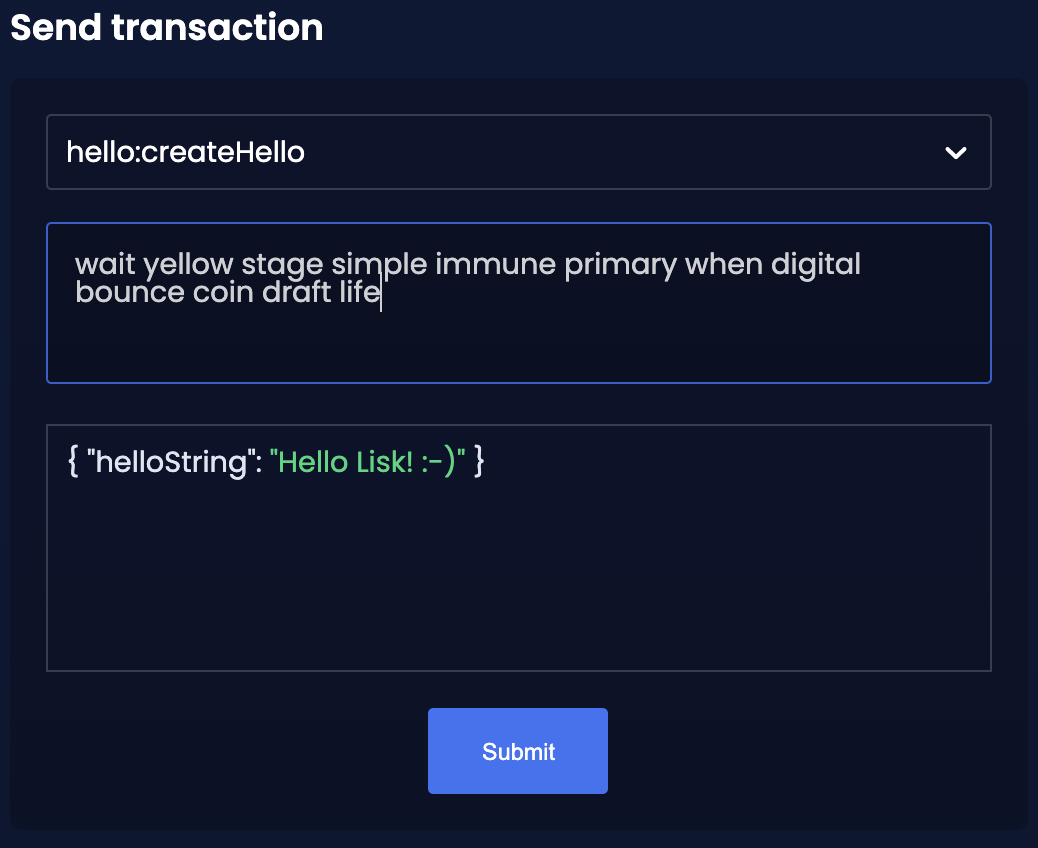 Send transaction
hello:createHello
wait yellow stage simple immune primary when digital
bounce coin draft life
{ "helloString": "Hello Lisk! :-)" }
Submit